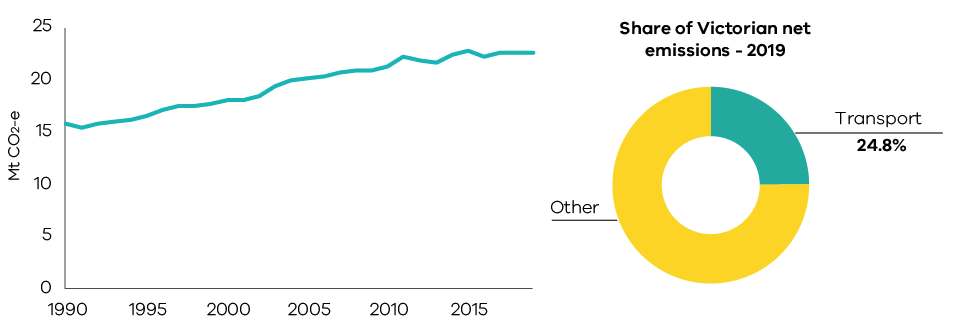 25
20
15
10
5
0
Mt CO2-e
1990
1995
2000
2005
2010
2015
Share of Victorian net
emissions - 2019
Transport
24.8%
Other